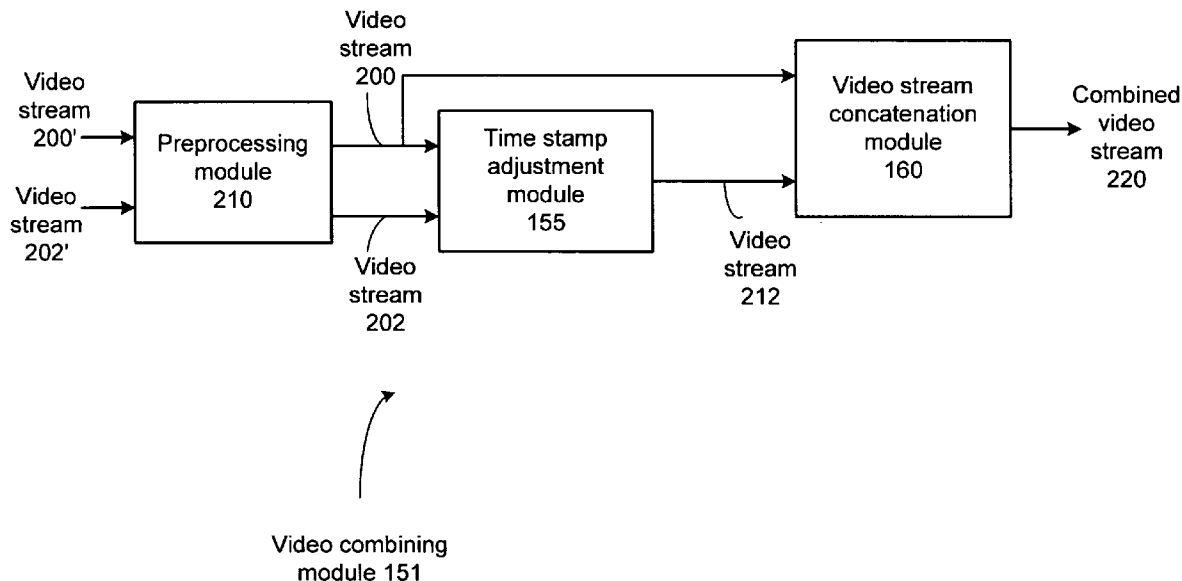 Video
stream
200'
Video
stream
202'
Preprocessing
module
210
Video
stream
200
Video
stream
202
Time stamp
adjustment
module
155
Video
stream
212
Video stream
concatenation
module
160
Combined
video
stream
220
Video combining
module 151